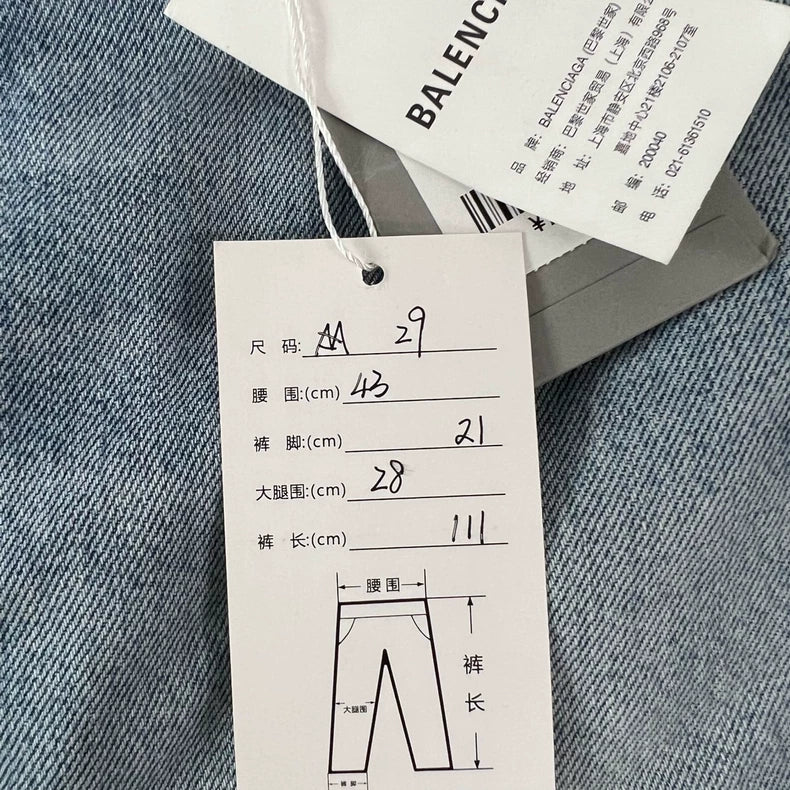 BALENC
品 牌: BALENCIAGA (巴黎世家)
经销商: 巴黎世家贸易（上海）有限公
地 址: 上海市静安区北京西路968号
嘉地中心21楼2106-2107室
邮 编: 200040
电 话: 021-61361510
尺 码: 29
腰 围:(cm) 43
裤 脚:(cm) 21
大腿围:(cm) 28
裤 长:(cm) 111
腰围
裤长
大腿围
裤脚